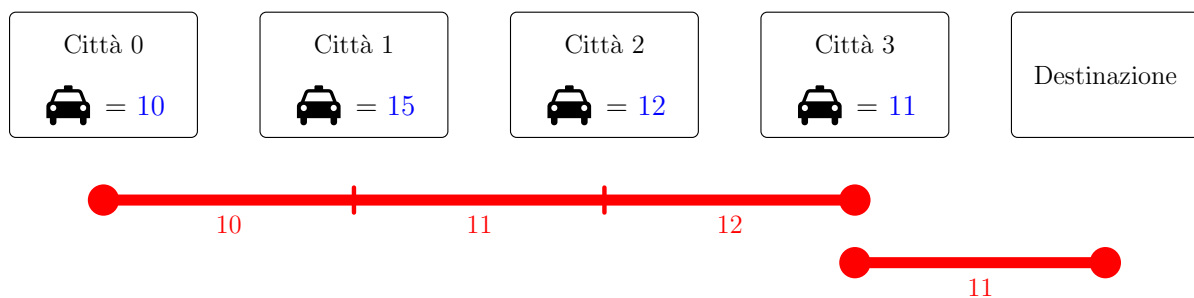 Città 0
= 10
Città 1
= 15
Città 2
= 12
Città 3
= 11
Destinazione
10
11
12
11